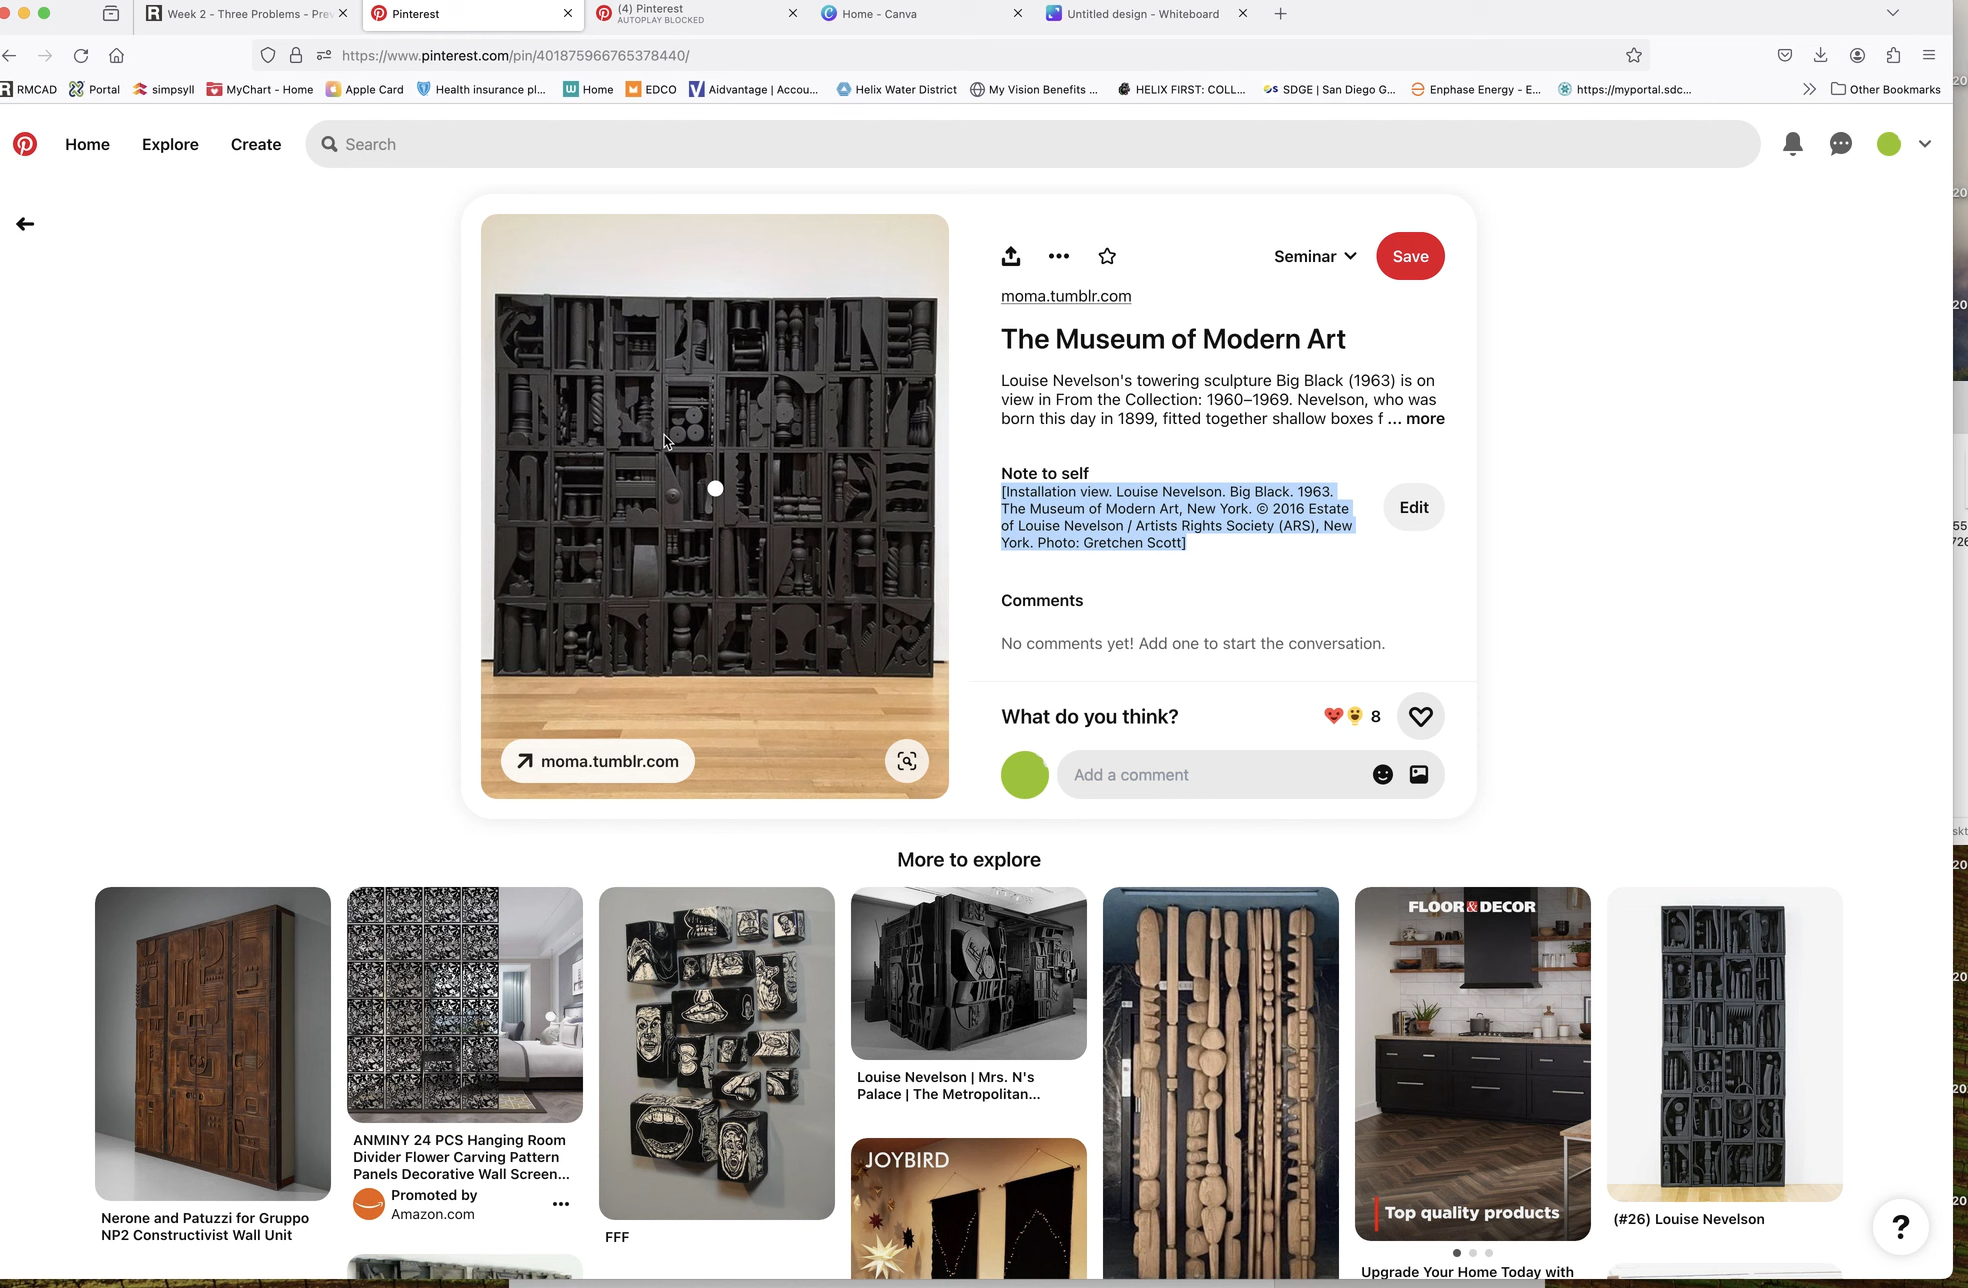 Week 2 - Three Problems - Prev
Pinterest
(4) Pinterest
AUTOPLAY BLOCKED
Home - Canva
Untitled design - Whiteboard
https://www.pinterest.com/pin/401875966765378440/
RMCAD
Portal
simpsyll
MyChart - Home
Apple Card
Health insurance pl...
Home
EDCO
Aidvantage | Accou...
Helix Water District
My Vision Benefits ...
HELIX FIRST: COLL...
SDGE | San Diego G...
Enphase Energy - E...
https://myportal.sdc...
Other Bookmarks
Home
Explore
Create
Search
Seminar
Save
moma.tumblr.com
The Museum of Modern Art
Louise Nevelson's towering sculpture Big Black (1963) is on
view in From the Collection: 1960–1969. Nevelson, who was
born this day in 1899, fitted together shallow boxes f ... more
Note to self
[Installation view. Louise Nevelson. Big Black. 1963.
The Museum of Modern Art, New York. © 2016 Estate
of Louise Nevelson / Artists Rights Society (ARS), New
York. Photo: Gretchen Scott]
Edit
Comments
No comments yet! Add one to start the conversation.
What do you think?
8
moma.tumblr.com
Add a comment
More to explore
Nerone and Patuzzi for Gruppo
NP2 Constructivist Wall Unit
ANMINY 24 PCS Hanging Room
Divider Flower Carving Pattern
Panels Decorative Wall Screen...
Promoted by
Amazon.com
FFF
Louise Nevelson | Mrs. N's
Palace | The Metropolitan...
JOYBIRD
FLOOR&DECOR
Top quality products
Upgrade Your Home Today with
(#26) Louise Nevelson
?